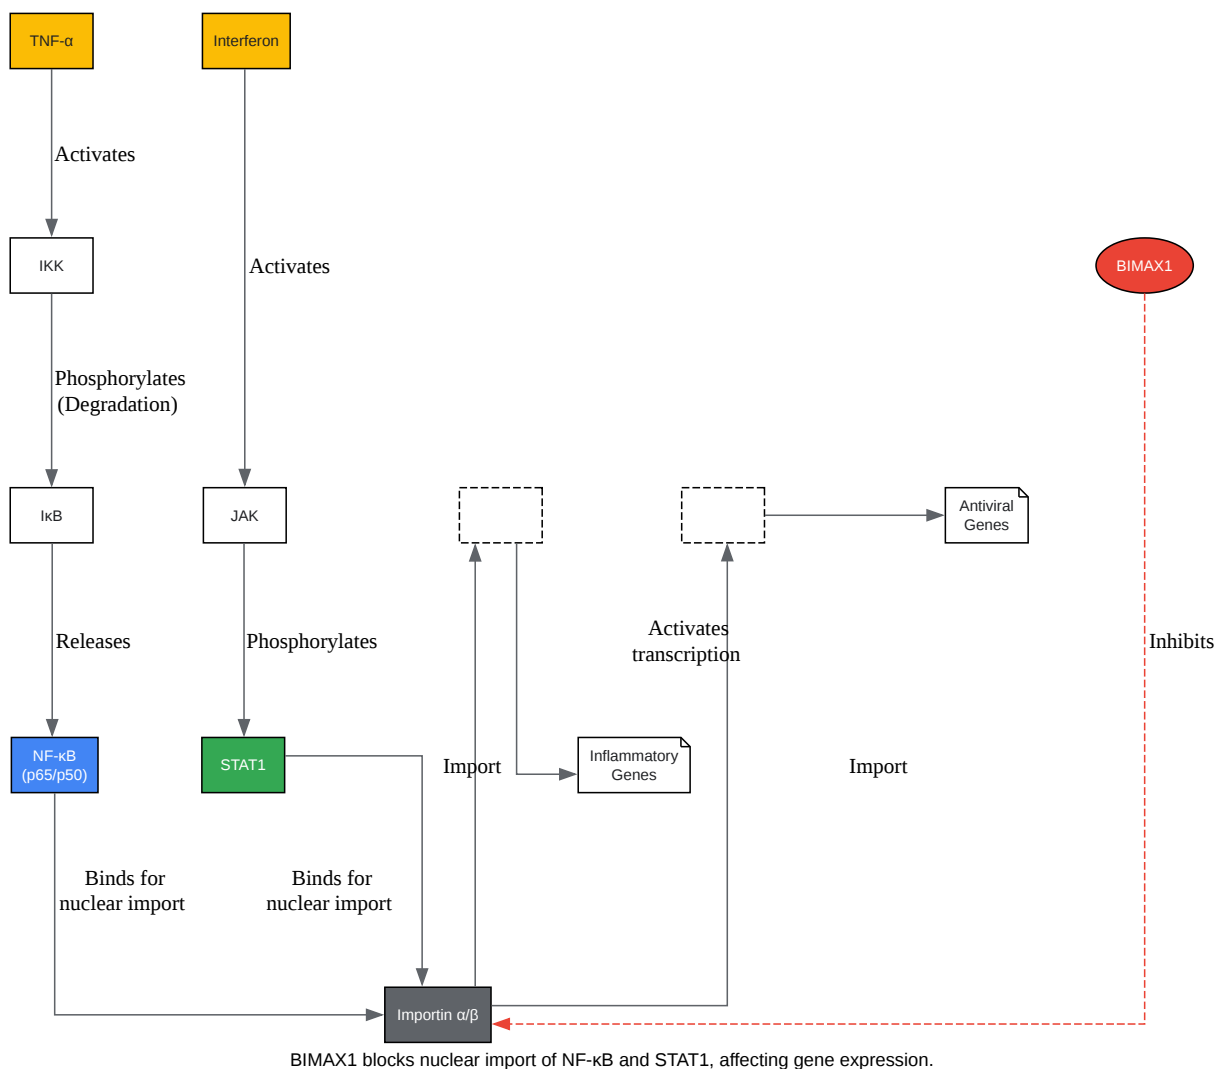 TNF-α
Interferon
Activates
IKK
Activates
BIMAX1
Phosphorylates
(Degradation)
IκB
JAK
Antiviral
Genes
Releases
Phosphorylates
Activates
transcription
Inhibits
NF-κB
(p65/p50)
STAT1
Import
Inflammatory
Genes
Import
Binds for
nuclear import
Binds for
nuclear import
Importin α/β
BIMAX1 blocks nuclear import of NF-κB and STAT1, affecting gene expression.